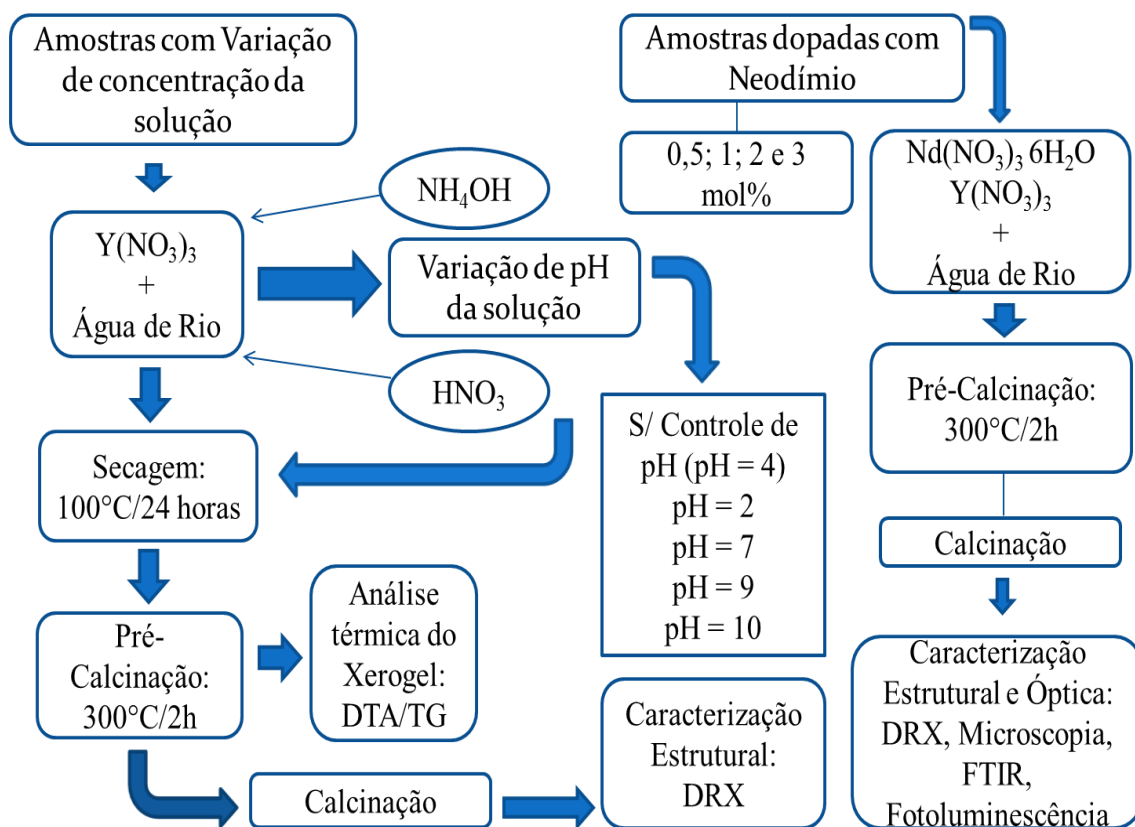 Amostras com Variação
de concentração da
solução
Y(NO₃)₃
+
Água de Rio
NH₄OH
HNO₃
Variação de pH
da solução
S/ Controle de
pH (pH = 4)
pH = 2
pH = 7
pH = 9
pH = 10
Secagem:
100°C/24 horas
Pré-
Calcinação:
300°C/2h
Análise
térmica do
Xerogel:
DTA/TG
Calcinação
Caracterização
Estrutural:
DRX
Amostras dopadas com
Neodímio
0,5; 1; 2 e 3
mol%
Nd(NO₃)₃ 6H₂O
Y(NO₃)₃
+
Água de Rio
Pré-Calcinação:
300°C/2h
Calcinação
Caracterização
Estrutural e Óptica:
DRX, Microscopia,
FTIR,
Fotoluminescência